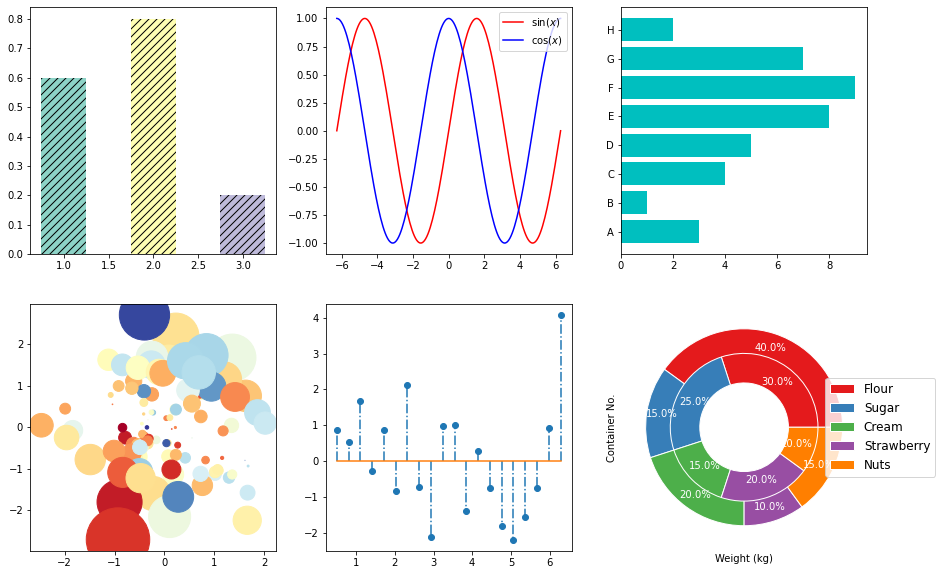 0.8
0.7
0.6
0.5
0.4
0.3
0.2
0.1
0.0
1.0 1.5 2.0 2.5 3.0
1.00
0.75
0.50
0.25
0.00
−0.25
−0.50
−0.75
−1.00
−6 −4 −2 0 2 4 6
sin(x)
cos(x)
H
G
F
E
D
C
B
A
0 2 4 6 8
2
1
0
−1
−2
−2 −1 0 1 2
4
3
2
1
0
−1
−2
1 2 3 4 5 6
Container No.
40.0%
30.0%
15.0%
25.0%
20.0%
15.0%
10.0%
20.0%
15.0%
10.0%
Flour
Sugar
Cream
Strawberry
Nuts
Weight (kg)